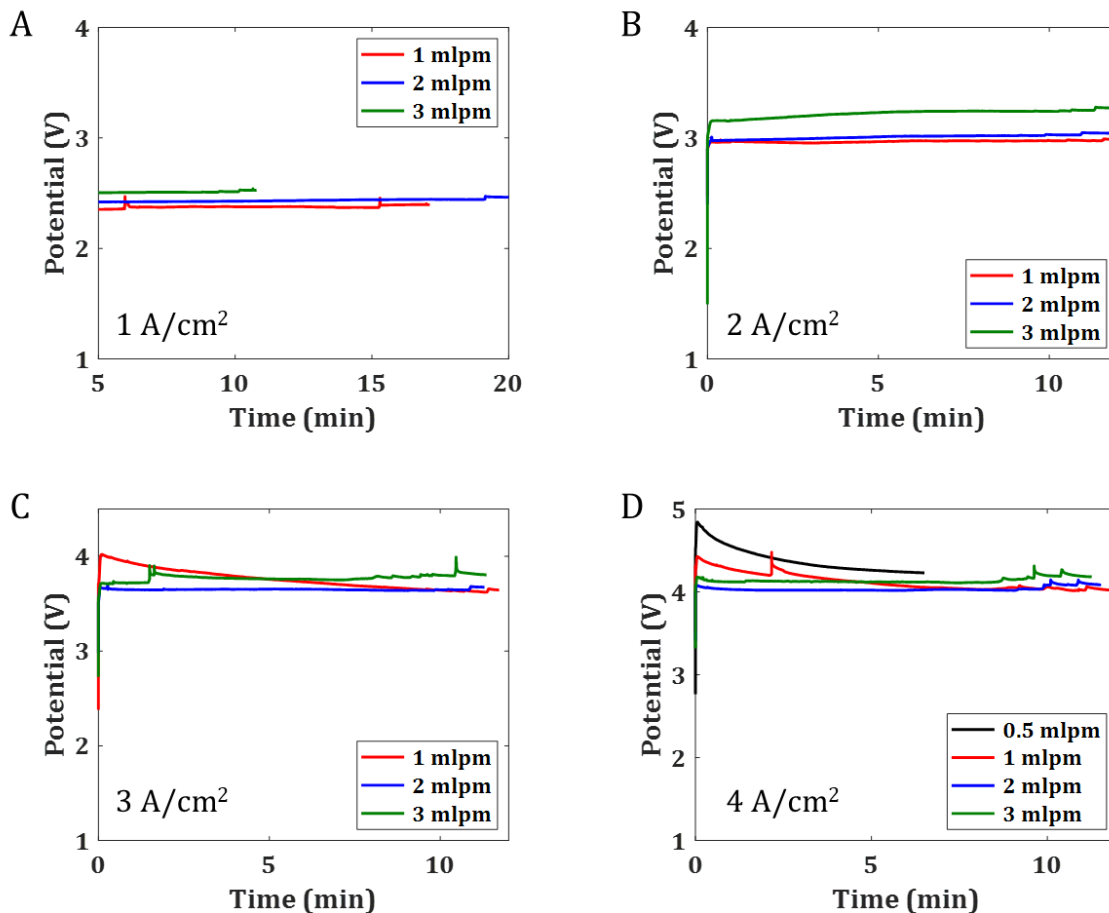 A
4
3
2
1
Potential (V)
1 mlpm
2 mlpm
3 mlpm
1 A/cm²
5
10
15
20
Time (min)
B
4
3
2
1
Potential (V)
1 mlpm
2 mlpm
3 mlpm
2 A/cm²
0
5
10
Time (min)
C
4
3
2
1
Potential (V)
1 mlpm
2 mlpm
3 mlpm
3 A/cm²
0
5
10
Time (min)
D
5
4
3
2
1
Potential (V)
0.5 mlpm
1 mlpm
2 mlpm
3 mlpm
4 A/cm²
0
5
10
Time (min)